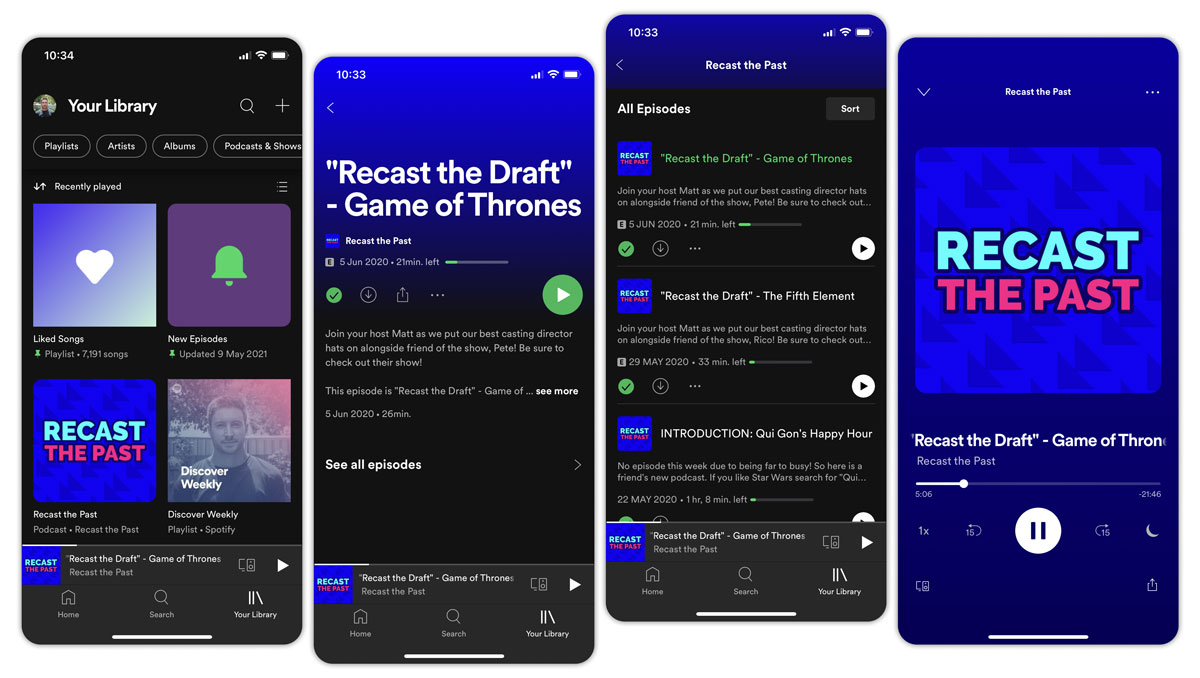 10:34
Your Library
Playlists
Artists
Albums
Podcasts & Shows
Recently played
Liked Songs
Playlist • 7,191 songs
New Episodes
Updated 9 May 2021
RECAST
THE PAST
Recast the Past
Podcast • Recast the Past
Discover
Weekly
Discover Weekly
Playlist • Spotify
RECAST
THE PAST
"Recast the Draft" - Game of Thrones
Recast the Past
Home
Search
Your Library
10:33
"Recast the Draft"
- Game of Thrones
RECAST
THE PAST
Recast the Past
E 5 Jun 2020 • 21min. left
Join your host Matt as we put our best casting director
hats on alongside friend of the show, Pete! Be sure to
check out their show!
This episode is "Recast the Draft" - Game of ... see more
5 Jun 2020 • 26min.
See all episodes
RECAST
THE PAST
"Recast the Draft" - Game of Thrones
Recast the Past
Home
Search
Your Library
10:33
Recast the Past
All Episodes
Sort
RECAST
THE PAST
"Recast the Draft" - Game of Thrones
Join your host Matt as we put our best casting director hats
on alongside friend of the show, Pete! Be sure to check out...
E 5 JUN 2020 • 21 min. left
RECAST
THE PAST
"Recast the Draft" - The Fifth Element
Join your host Matt as we put our best casting director hats
on alongside friend of the show, Rico! Be sure to check out...
E 29 MAY 2020 • 33 min. left
RECAST
THE PAST
INTRODUCTION: Qui Gon's Happy Hour
No episode this week due to being far to busy! So here is a
friend's new podcast. If you like Star Wars search for "Qui...
22 MAY 2020 • 1 hr, 8 min. left
RECAST
THE PAST
"Recast the Draft" - Game of Thrones
Recast the Past
Home
Search
Your Library
Recast the Past
RECAST
THE PAST
"Recast the Draft" - Game of Thron
Recast the Past
5:06
-21:46
1x
15
15